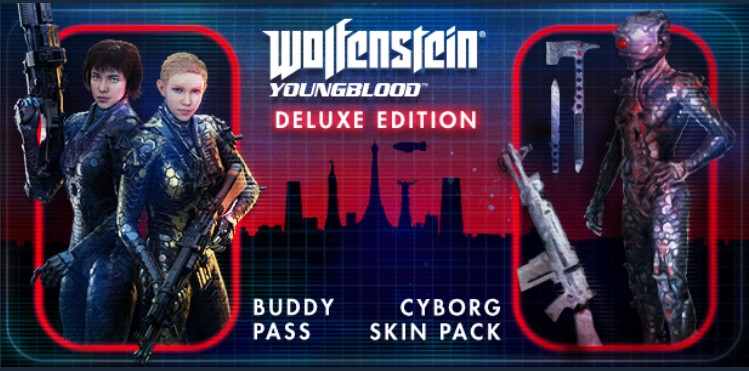 Wolfenstein®
YOUNGBLOOD™
DELUXE EDITION
BUDDY PASS
CYBORG SKIN PACK